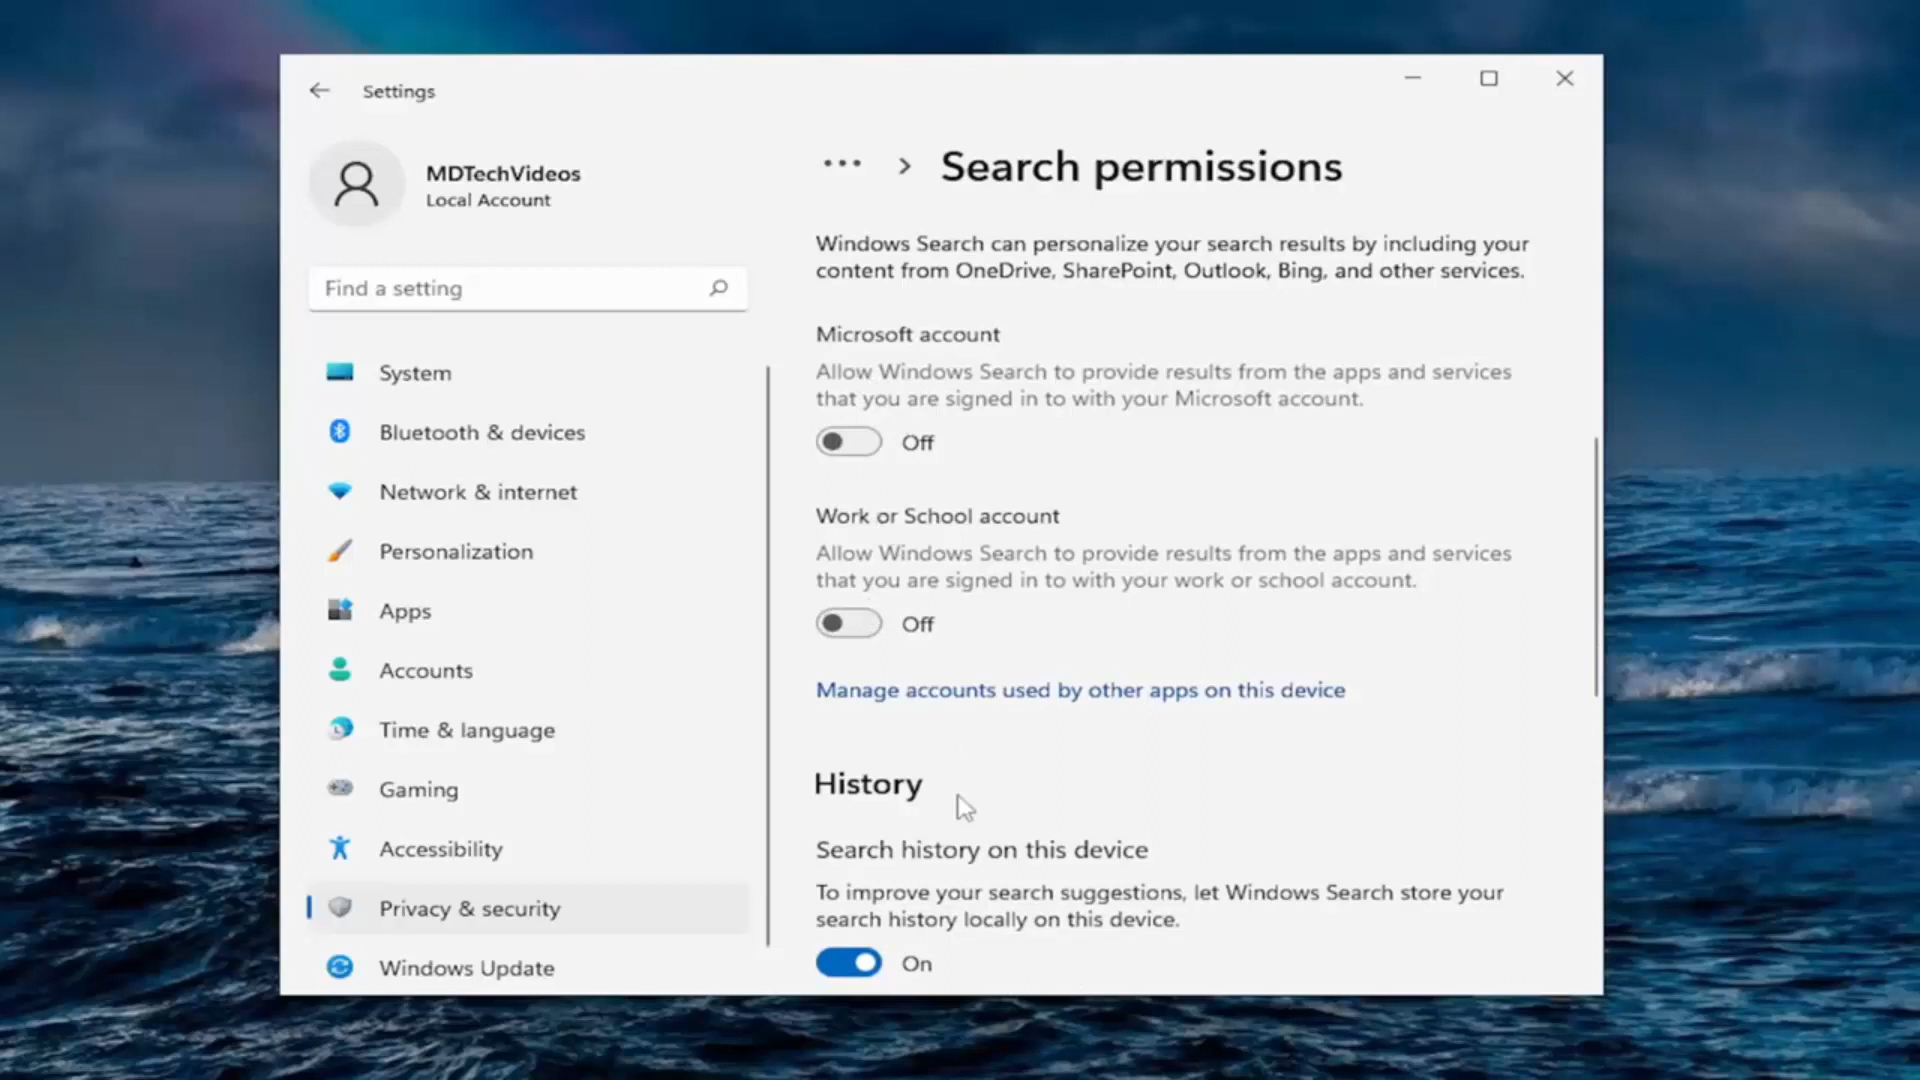 Settings
MDTechVideos
Local Account
Find a setting
System
Bluetooth & devices
Network & internet
Personalization
Apps
Accounts
Time & language
Gaming
Accessibility
Privacy & security
Windows Update
Search permissions
Windows Search can personalize your search results by including your
content from OneDrive, SharePoint, Outlook, Bing, and other services.
Microsoft account
Allow Windows Search to provide results from the apps and services
that you are signed in to with your Microsoft account.
Off
Work or School account
Allow Windows Search to provide results from the apps and services
that you are signed in to with your work or school account.
Off
Manage accounts used by other apps on this device
History
Search history on this device
To improve your search suggestions, let Windows Search store your
search history locally on this device.
On